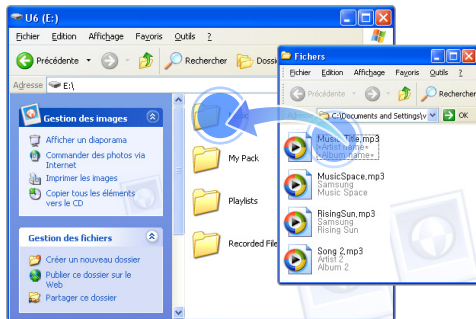 U6 (E:)
Fichier Edition Affichage Favoris Outils ?
Précédente Rechercher
Adresse E:\
Gestion des images
Afficher un diaporama
Commander des photos via
Internet
Imprimer les images
Copier tous les éléments
vers le CD
Gestion des fichiers
Créer un nouveau dossier
Publier ce dossier sur le
Web
Partager ce dossier
My Pack
Playlists
Recorded File
Fichers
Fichier Edition Affichage Favoris Outils ?
Précédente Rechercher
Adresse C:\Documents and Settings\v OK
Music Title.mp3
«Artist name»
«Album name»
MusicSpace.mp3
Samsung
Music Space
RisingSun.mp3
Samsung
Rising Sun
Song 2.mp3
Artist 2
Album 2